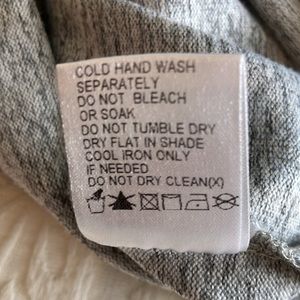 COLD HAND WASH
SEPARATELY
DO NOT BLEACH
OR SOAK
DO NOT TUMBLE DRY
DRY FLAT IN SHADE
COOL IRON ONLY
IF NEEDED
DO NOT DRY CLEAN(X)